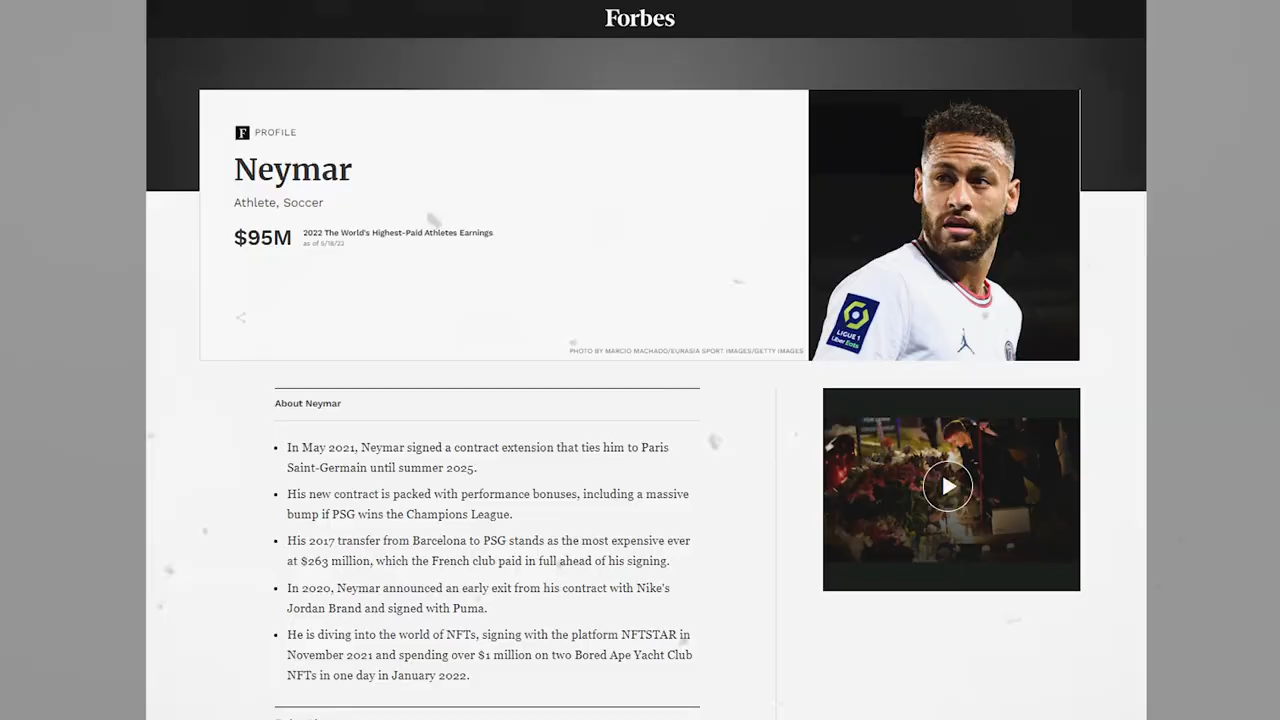 Forbes
F PROFILE
Neymar
Athlete, Soccer
$95M
2022 The World's Highest-Paid Athletes Earnings
as of 5/18/22
PHOTO BY MARCIO MACHADO/EURASIA SPORT IMAGES/GETTY IMAGES
LIGUE 1
Uber Eats
About Neymar
In May 2021, Neymar signed a contract extension that ties him to Paris
Saint-Germain until summer 2025.
His new contract is packed with performance bonuses, including a massive
bump if PSG wins the Champions League.
His 2017 transfer from Barcelona to PSG stands as the most expensive ever
at $263 million, which the French club paid in full ahead of his signing.
In 2020, Neymar announced an early exit from his contract with Nike's
Jordan Brand and signed with Puma.
He is diving into the world of NFTs, signing with the platform NFTSTAR in
November 2021 and spending over $1 million on two Bored Ape Yacht Club
NFTs in one day in January 2022.